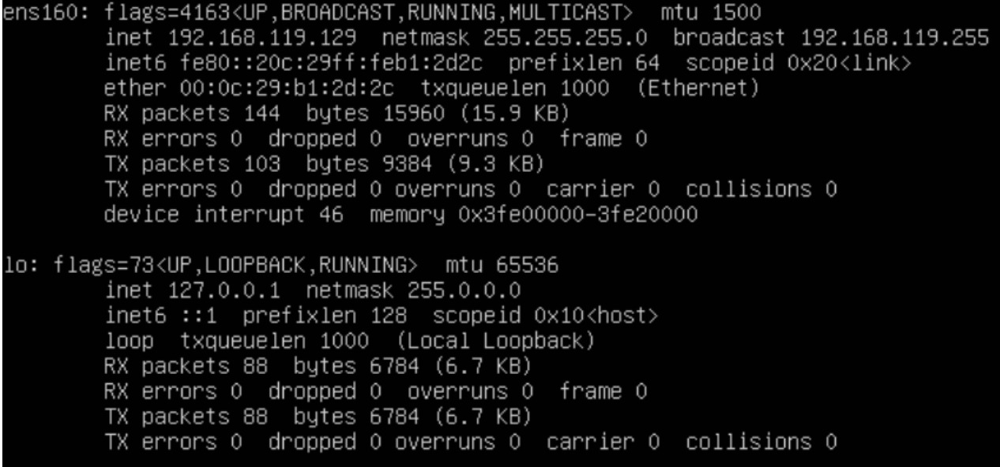 ens160: flags=4163<UP,BROADCAST,RUNNING,MULTICAST>  mtu 1500
        inet 192.168.119.129  netmask 255.255.255.0  broadcast 192.168.119.255
        inet6 fe80::20c:29ff:feb1:2d2c  prefixlen 64  scopeid 0x20<link>
        ether 00:0c:29:b1:2d:2c  txqueuelen 1000  (Ethernet)
        RX packets 144  bytes 15960 (15.9 KB)
        RX errors 0  dropped 0  overruns 0  frame 0
        TX packets 103  bytes 9384 (9.3 KB)
        TX errors 0  dropped 0 overruns 0  carrier 0  collisions 0
        device interrupt 46  memory 0x3fe00000-3fe20000

lo: flags=73<UP,LOOPBACK,RUNNING>  mtu 65536
        inet 127.0.0.1  netmask 255.0.0.0
        inet6 ::1  prefixlen 128  scopeid 0x10<host>
        loop  txqueuelen 1000  (Local Loopback)
        RX packets 88  bytes 6784 (6.7 KB)
        RX errors 0  dropped 0  overruns 0  frame 0
        TX packets 88  bytes 6784 (6.7 KB)
        TX errors 0  dropped 0 overruns 0  carrier 0  collisions 0